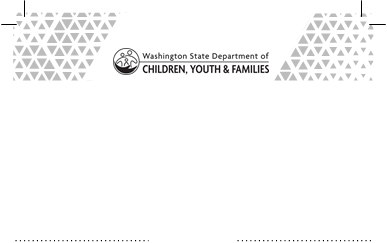 Washington State Department of
CHILDREN, YOUTH & FAMILIES